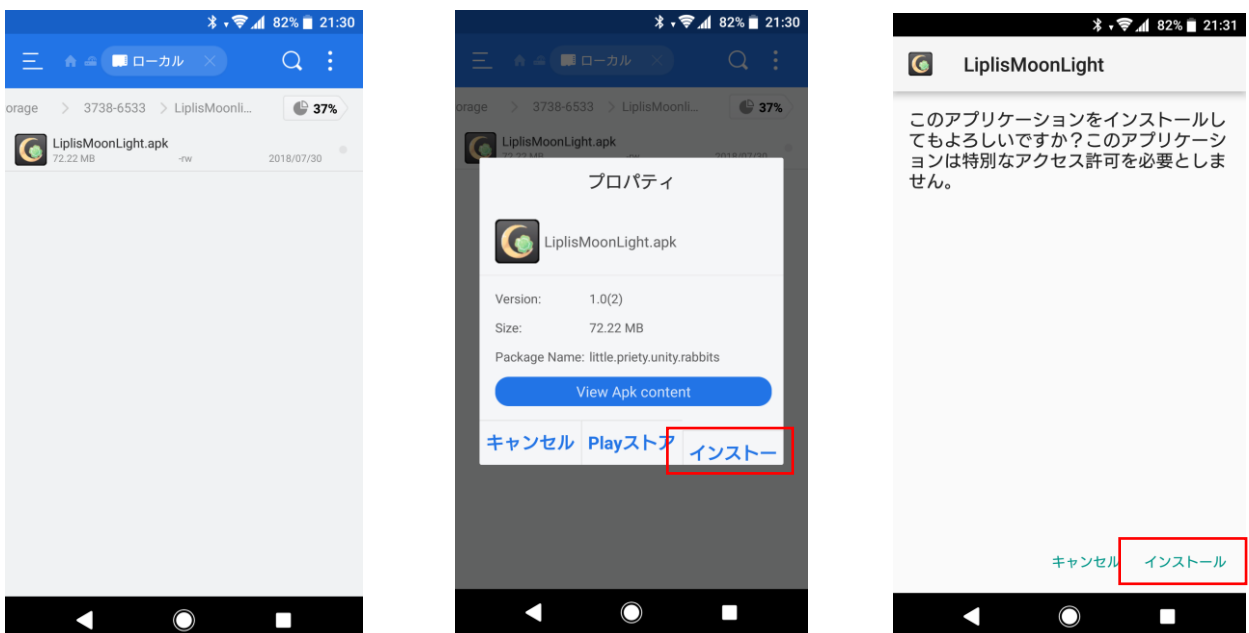 82% 21:30
ローカル
orage > 3738-6533 > LiplisMoonli... 37%
LiplisMoonLight.apk
72.22 MB -rw 2018/07/30
82% 21:30
ローカル
orage > 3738-6533 > LiplisMoonli... 37%
LiplisMoonLight.apk
72.22 MB -rw 2018/07/30
プロパティ
LiplisMoonLight.apk
Version: 1.0(2)
Size: 72.22 MB
Package Name: little.priety.unity.rabbits
View Apk content
キャンセル Playストア インストー
82% 21:31
LiplisMoonLight
このアプリケーションをインストールし
てもよろしいですか？このアプリケーシ
ョンは特別なアクセス許可を必要としま
せん。
キャンセル インストール